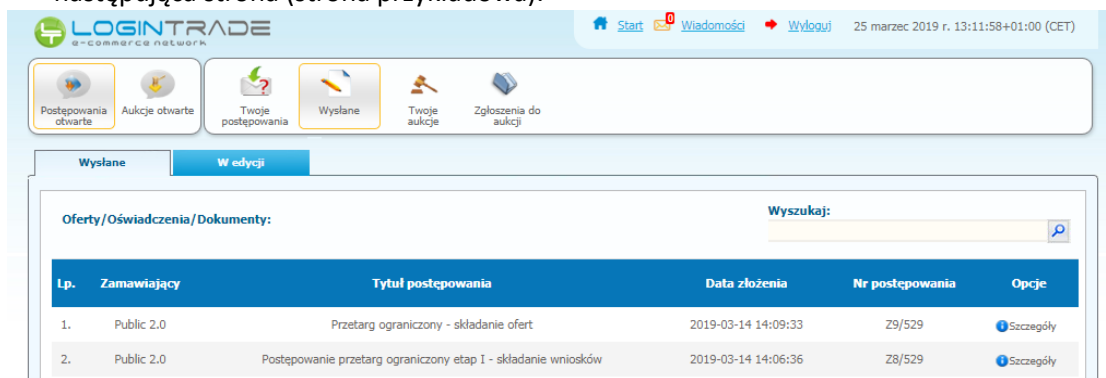 następująca strona (strona przykładowa):
LOGINTRADE
e-commerce network
Start 0 Wiadomości Wyloguj 25 marzec 2019 r. 13:11:58+01:00 (CET)
Postępowania otwarte
Aukcje otwarte
Twoje postępowania
Wysłane
Twoje aukcje
Zgłoszenia do aukcji
Wysłane W edycji
Oferty/Oświadczenia/Dokumenty:
Wyszukaj:
Lp. Zamawiający Tytuł postępowania Data złożenia Nr postępowania Opcje
1. Public 2.0 Przetarg ograniczony - składanie ofert 2019-03-14 14:09:33 Z9/529 Szczegóły
2. Public 2.0 Postępowanie przetarg ograniczony etap I - składanie wniosków 2019-03-14 14:06:36 Z8/529 Szczegóły